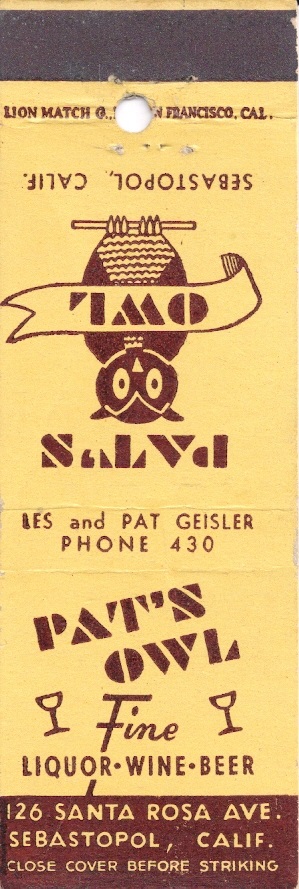 LION MATCH FRANCISCO, CAL.
SEBASTOPOL, CALIF.
OWL
PAT'S
LES and PAT GEISLER
PHONE 430
PAT'S
OWL
Fine
LIQUOR·WINE·BEER
126 SANTA ROSA AVE.
SEBASTOPOL, CALIF.
CLOSE COVER BEFORE STRIKING